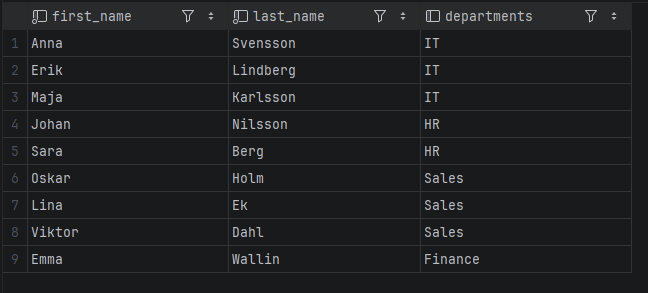 first_name last_name departments
1 Anna Svensson IT
2 Erik Lindberg IT
3 Maja Karlsson IT
4 Johan Nilsson HR
5 Sara Berg HR
6 Oskar Holm Sales
7 Lina Ek Sales
8 Viktor Dahl Sales
9 Emma Wallin Finance